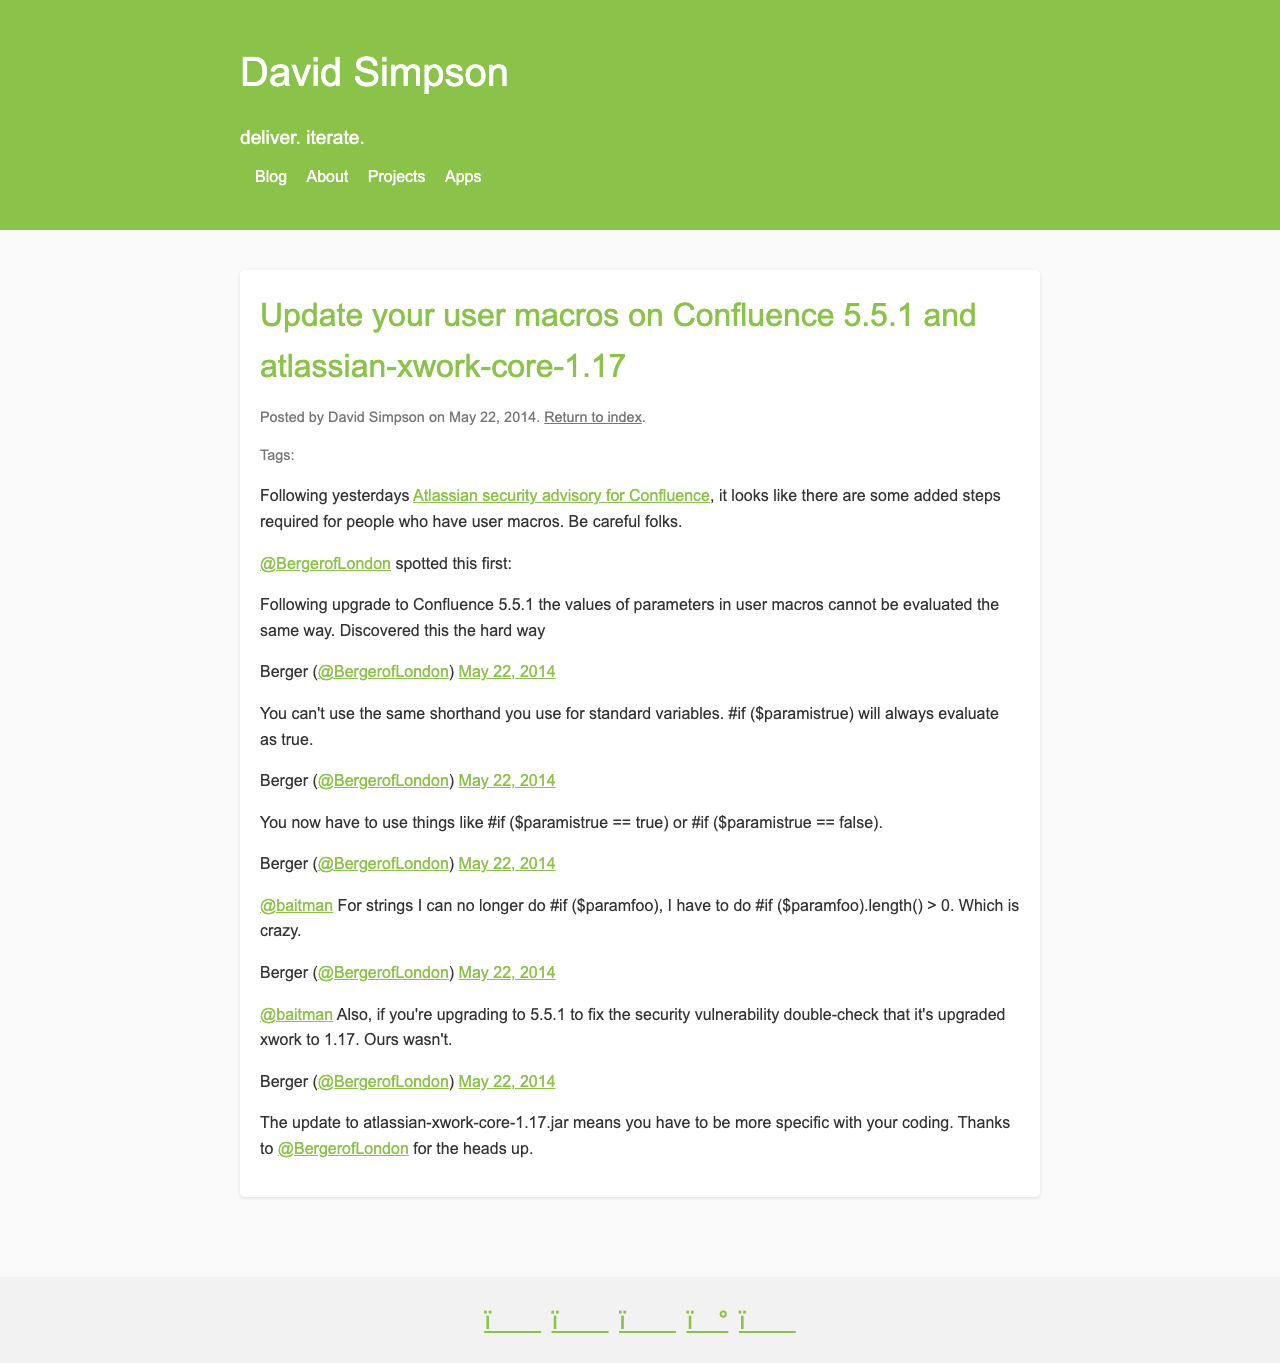 David Simpson
deliver. iterate.
Blog About Projects Apps
Update your user macros on Confluence 5.5.1 and
atlassian-xwork-core-1.17
Posted by David Simpson on May 22, 2014. Return to index.
Tags:
Following yesterdays Atlassian security advisory for Confluence, it looks like there are some added steps
required for people who have user macros. Be careful folks.
@BergerofLondon spotted this first:
Following upgrade to Confluence 5.5.1 the values of parameters in user macros cannot be evaluated the
same way. Discovered this the hard way
Berger (@BergerofLondon) May 22, 2014
You can't use the same shorthand you use for standard variables. #if ($paramistrue) will always evaluate
as true.
Berger (@BergerofLondon) May 22, 2014
You now have to use things like #if ($paramistrue == true) or #if ($paramistrue == false).
Berger (@BergerofLondon) May 22, 2014
@baitman For strings I can no longer do #if ($paramfoo), I have to do #if ($paramfoo).length() > 0. Which is
crazy.
Berger (@BergerofLondon) May 22, 2014
@baitman Also, if you're upgrading to 5.5.1 to fix the security vulnerability double-check that it's upgraded
xwork to 1.17. Ours wasn't.
Berger (@BergerofLondon) May 22, 2014
The update to atlassian-xwork-core-1.17.jar means you have to be more specific with your coding. Thanks
to @BergerofLondon for the heads up.
ï ï ï ï ° ï